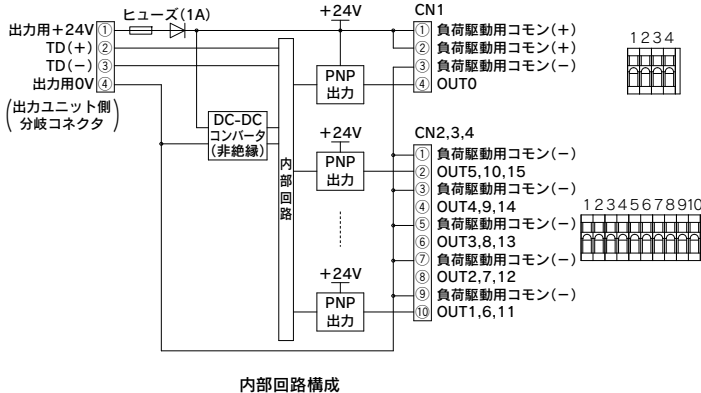 ヒューズ(1A)
出力用+24V ①
TD(+) ②
TD(-) ③
出力用0V ④
(出力ユニット側
分岐コネクタ)
DC-DC
コンバータ
(非絶縁)
内部回路
+24V
PNP
出力
+24V
PNP
出力
+24V
PNP
出力
CN1
① 負荷駆動用コモン(+)
② 負荷駆動用コモン(+)
③ 負荷駆動用コモン(-)
④ OUT0
1234
CN2,3,4
① 負荷駆動用コモン(-)
② OUT5,10,15
③ 負荷駆動用コモン(-)
④ OUT4,9,14
⑤ 負荷駆動用コモン(-)
⑥ OUT3,8,13
⑦ 負荷駆動用コモン(-)
⑧ OUT2,7,12
⑨ 負荷駆動用コモン(-)
⑩ OUT1,6,11
12345678910
内部回路構成